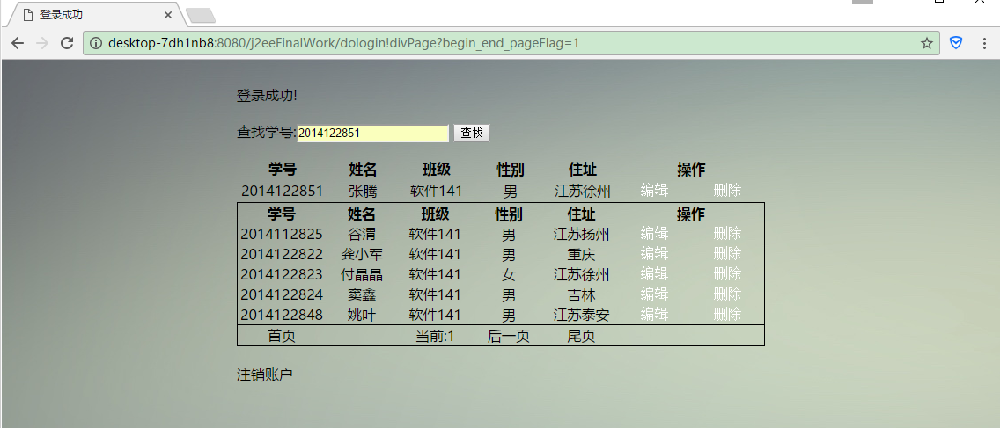 登录成功
desktop-7dh1nb8:8080/j2eeFinalWork/dologin!divPage?begin_end_pageFlag=1
登录成功!
查找学号:2014122851 查找
学号 姓名 班级 性别 住址 操作
2014122851 张腾 软件141 男 江苏徐州 编辑 删除
学号 姓名 班级 性别 住址 操作
2014112825 谷渭 软件141 男 江苏扬州 编辑 删除
2014122822 龚小军 软件141 男 重庆 编辑 删除
2014122823 付晶晶 软件141 女 江苏徐州 编辑 删除
2014122824 窦鑫 软件141 男 吉林 编辑 删除
2014122848 姚叶 软件141 男 江苏泰安 编辑 删除
首页 当前:1 后一页 尾页
注销账户